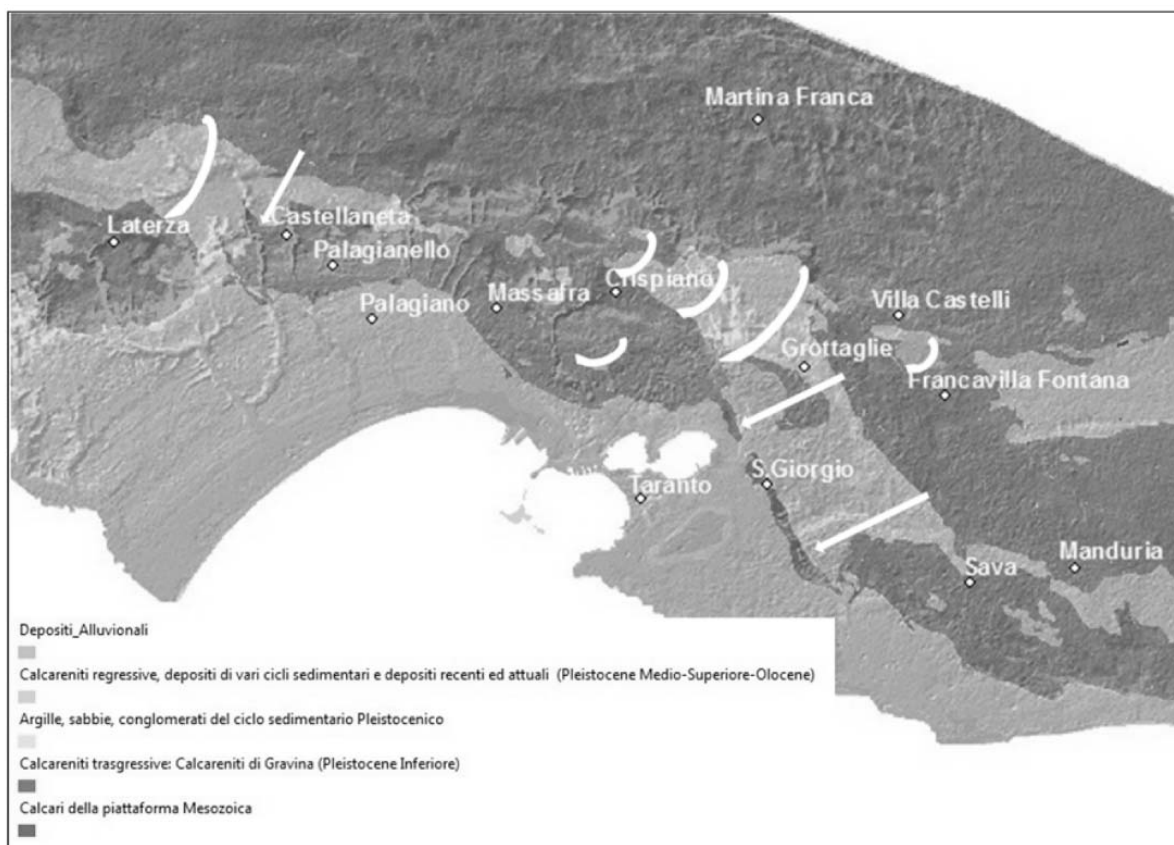 Martina Franca
Laterza
Castellaneta
Palagianello
Palagiano
Massafra
Crispiano
Villa Castelli
Grottaglie
Francavilla Fontana
S.Giorgio
Taranto
Manduria
Sava
Depositi_Alluvionali
Calcareniti regressive, depositi di vari cicli sedimentari e depositi recenti ed attuali (Pleistocene Medio-Superiore-Olocene)
Argille, sabbie, conglomerati del ciclo sedimentario Pleistocenico
Calcareniti trasgressive: Calcareniti di Gravina (Pleistocene Inferiore)
Calcari della piattaforma Mesozoica